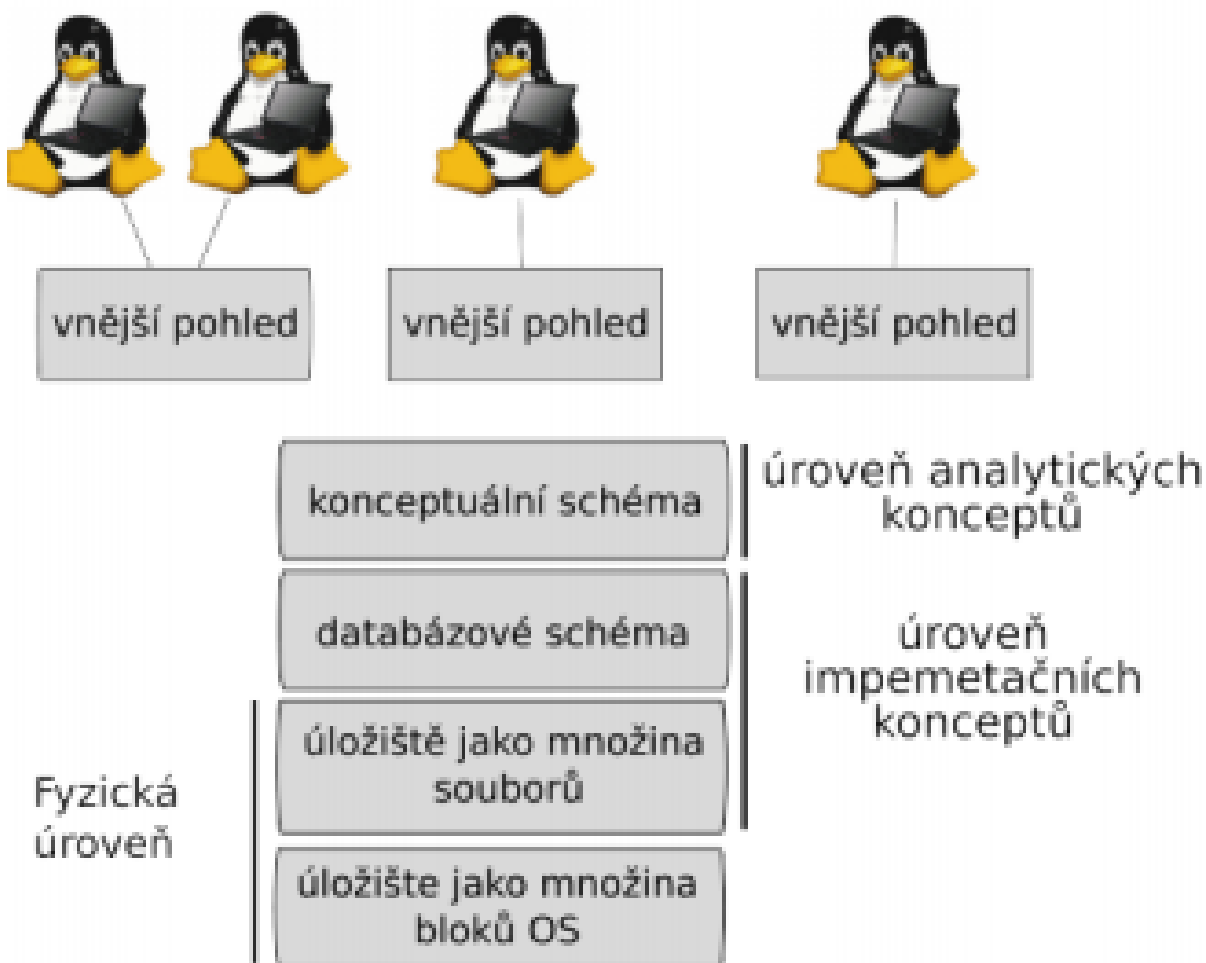 vnější pohled
vnější pohled
vnější pohled
konceptuální schéma
úroveň analytických
konceptů
databázové schéma
úroveň
impemetačních
konceptů
úložiště jako množina
souborů
Fyzická
úroveň
úložište jako množina
bloků OS